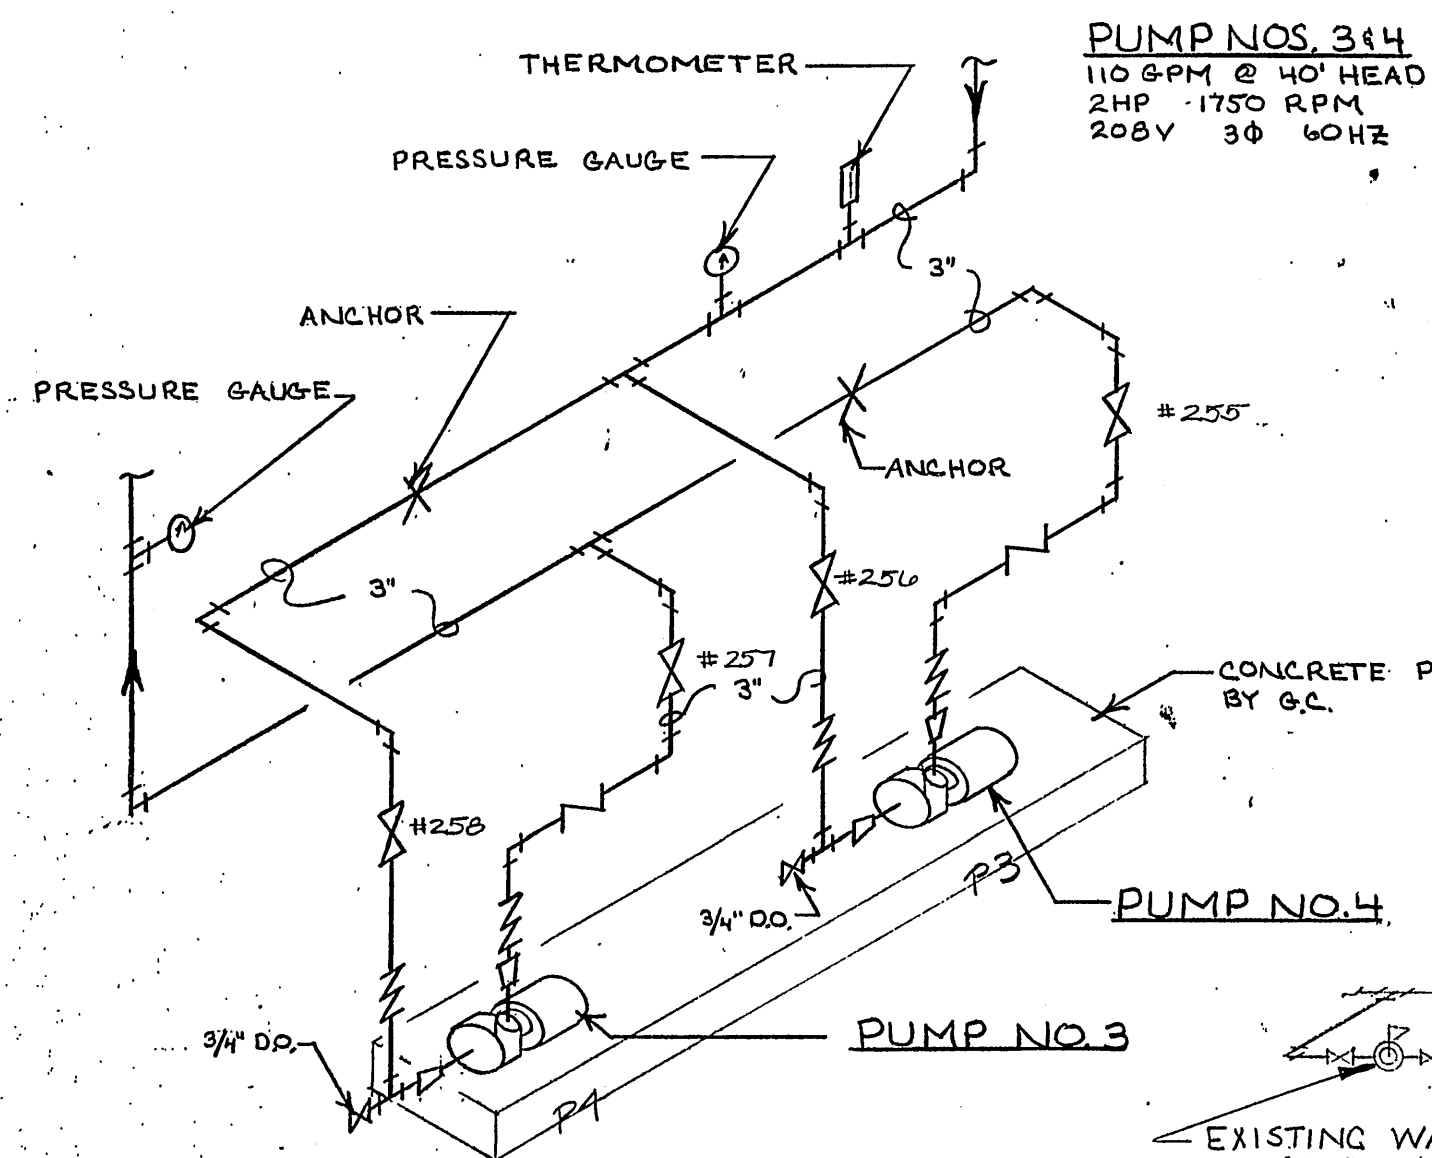 PUMP NOS. 3&4
110 GPM @ 40' HEAD
2HP 1750 RPM
208V 3Φ 60HZ
THERMOMETER
PRESSURE GAUGE
3"
ANCHOR
PRESSURE GAUGE
#255
ANCHOR
#256
3"
#257
3"
CONCRETE P
BY G.C.
#258
P3
PUMP NO. 4
3/4" D.O.
PUMP NO. 3
3/4" D.O.
P4
EXISTING WA